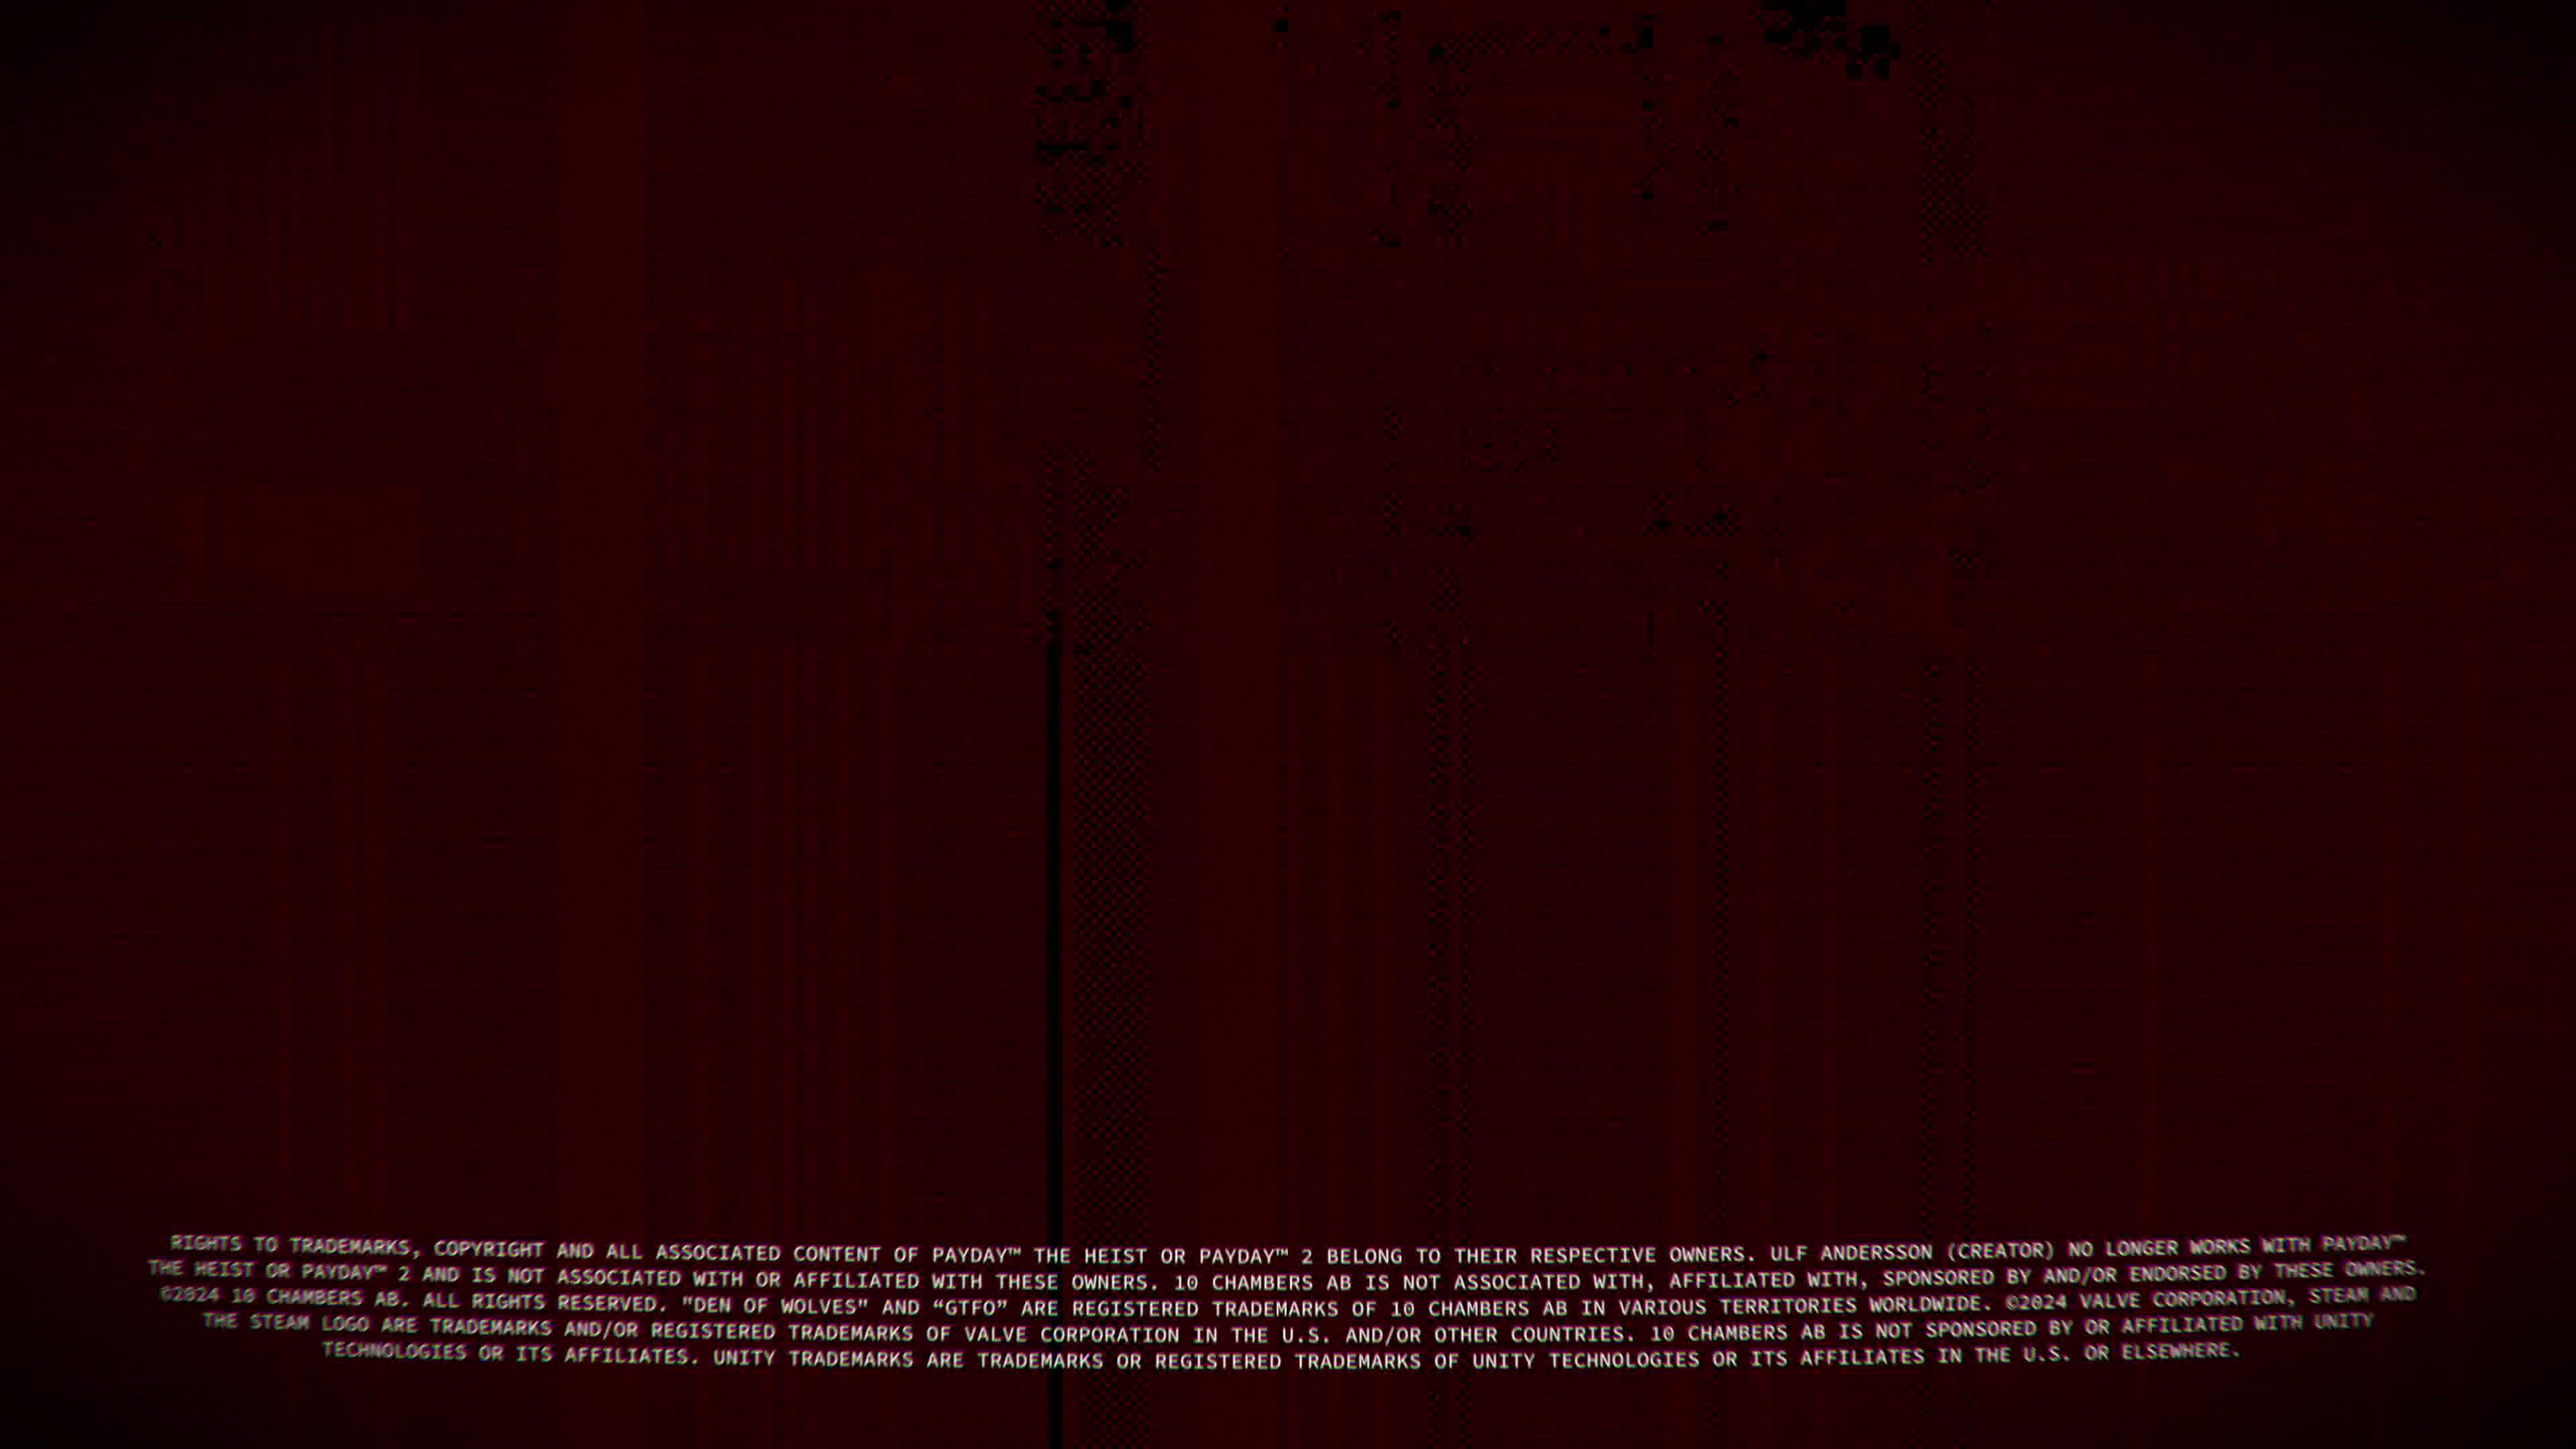 RIGHTS TO TRADEMARKS, COPYRIGHT AND ALL ASSOCIATED CONTENT OF PAYDAY™ THE HEIST OR PAYDAY™ 2 BELONG TO THEIR RESPECTIVE OWNERS. ULF ANDERSSON (CREATOR) NO LONGER WORKS WITH PAYDAY™
THE HEIST OR PAYDAY™ 2 AND IS NOT ASSOCIATED WITH OR AFFILIATED WITH THESE OWNERS. 10 CHAMBERS AB IS NOT ASSOCIATED WITH, AFFILIATED WITH, SPONSORED BY AND/OR ENDORSED BY THESE OWNERS.
©2024 10 CHAMBERS AB. ALL RIGHTS RESERVED. "DEN OF WOLVES" AND “GTFO” ARE REGISTERED TRADEMARKS OF 10 CHAMBERS AB IN VARIOUS TERRITORIES WORLDWIDE. ©2024 VALVE CORPORATION, STEAM AND
THE STEAM LOGO ARE TRADEMARKS AND/OR REGISTERED TRADEMARKS OF VALVE CORPORATION IN THE U.S. AND/OR OTHER COUNTRIES. 10 CHAMBERS AB IS NOT SPONSORED BY OR AFFILIATED WITH UNITY
TECHNOLOGIES OR ITS AFFILIATES. UNITY TRADEMARKS ARE TRADEMARKS OR REGISTERED TRADEMARKS OF UNITY TECHNOLOGIES OR ITS AFFILIATES IN THE U.S. OR ELSEWHERE.